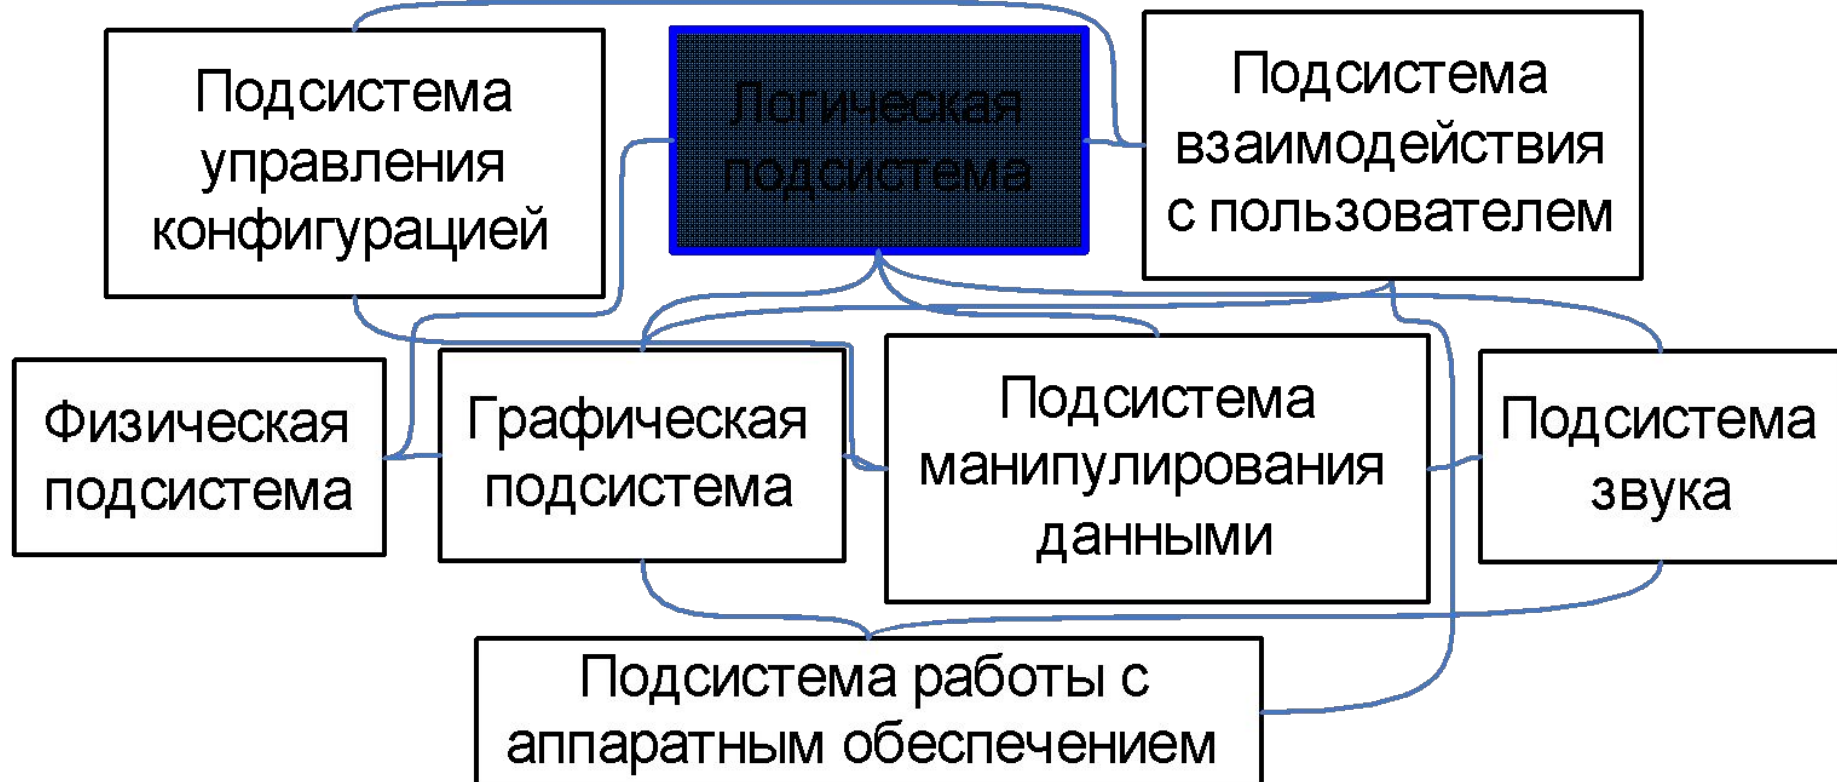 Подсистема
управления
конфигурацией
Логическая
подсистема
Подсистема
взаимодействия
с пользователем
Физическая
подсистема
Графическая
подсистема
Подсистема
манипулирования
данными
Подсистема
звука
Подсистема работы с
аппаратным обеспечением